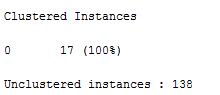 Clustered Instances
0 17 (100%)
Unclustered instances : 138